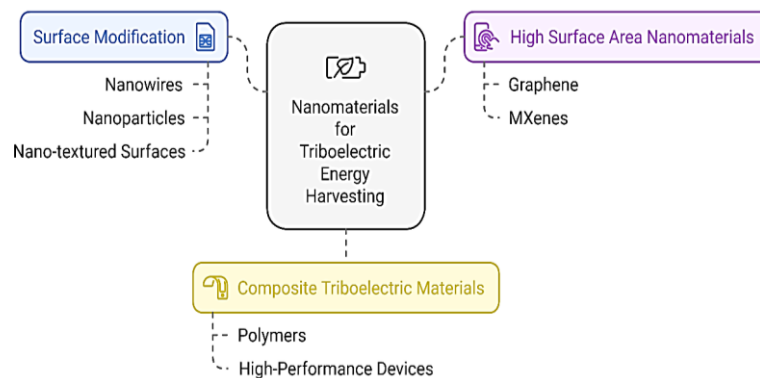 Surface Modification
Nanowires
Nanoparticles
Nano-textured Surfaces
Nanomaterials
for
Triboelectric
Energy
Harvesting
High Surface Area Nanomaterials
Graphene
MXenes
Composite Triboelectric Materials
Polymers
High-Performance Devices